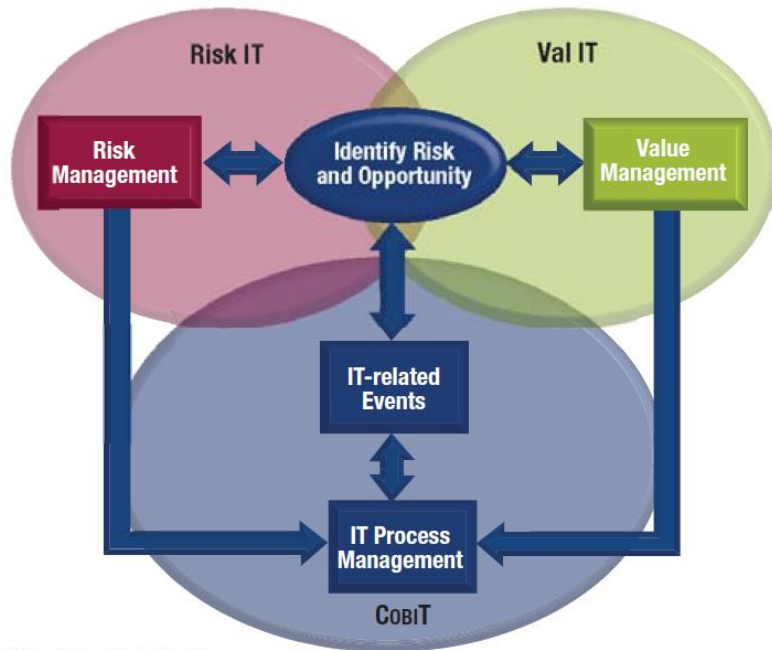 Risk IT
Val IT
Risk
Management
Identify Risk
and Opportunity
Value
Management
IT-related
Events
IT Process
Management
COBIT